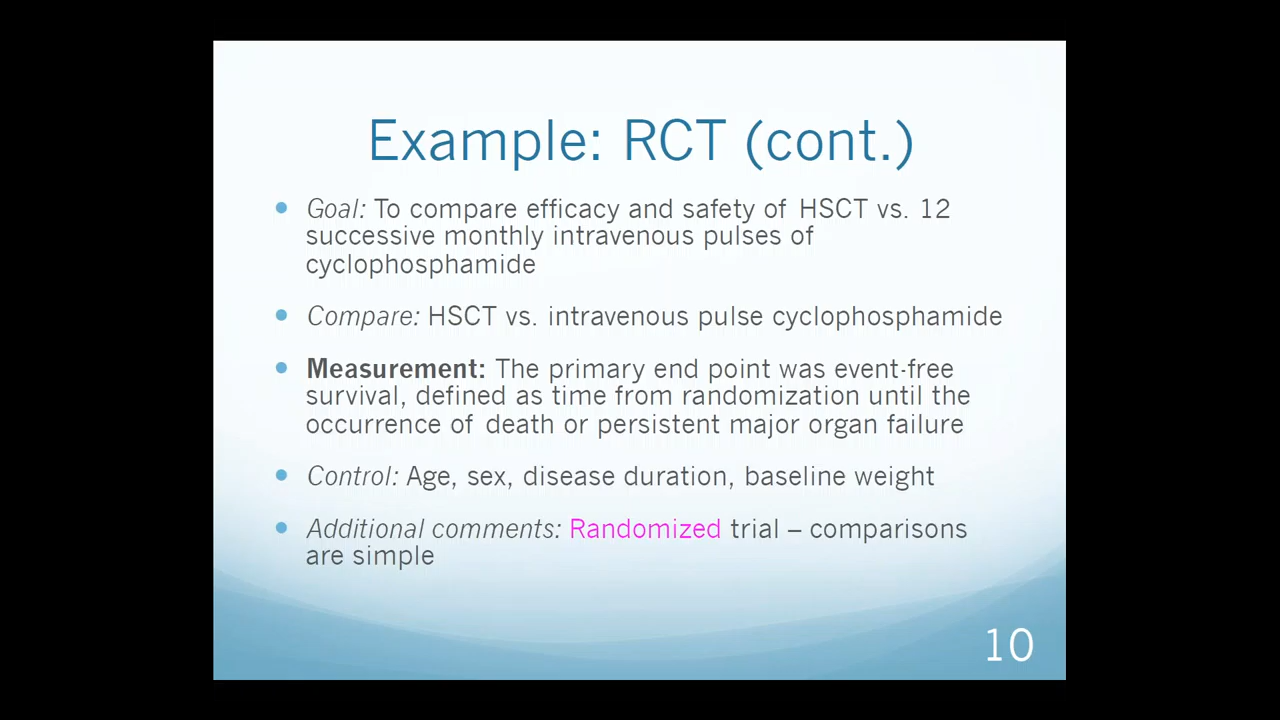 Example: RCT (cont.)
Goal: To compare efficacy and safety of HSCT vs. 12
successive monthly intravenous pulses of
cyclophosphamide
Compare: HSCT vs. intravenous pulse cyclophosphamide
Measurement: The primary end point was event-free
survival, defined as time from randomization until the
occurrence of death or persistent major organ failure
Control: Age, sex, disease duration, baseline weight
Additional comments: Randomized trial – comparisons
are simple
10